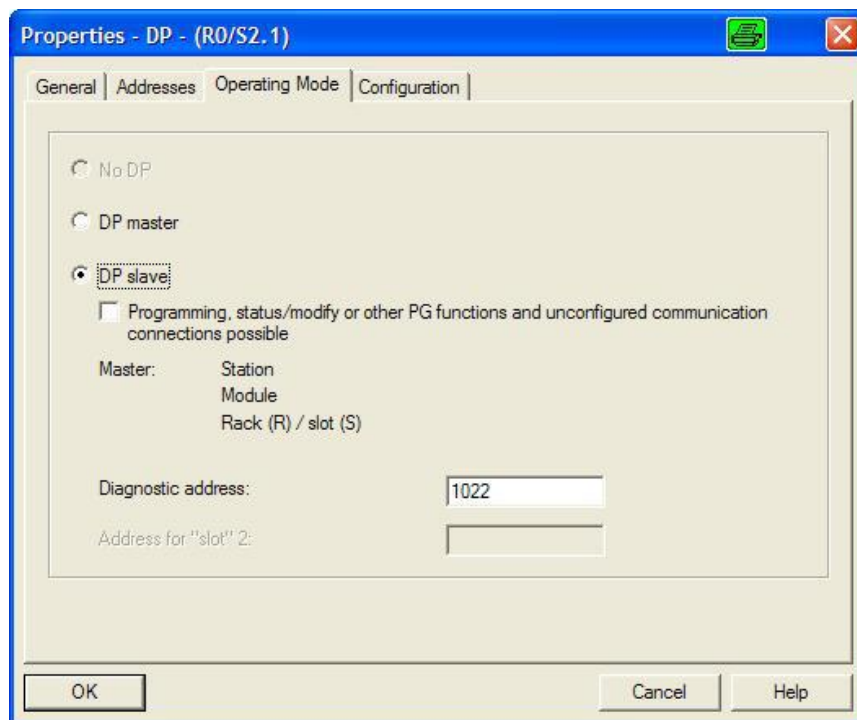 Properties - DP - (R0/S2.1)
General Addresses Operating Mode Configuration
No DP
DP master
DP slave
Programming, status/modify or other PG functions and unconfigured communication
connections possible
Master: Station
Module
Rack (R) / slot (S)
Diagnostic address: 1022
Address for "slot" 2:
OK Cancel Help